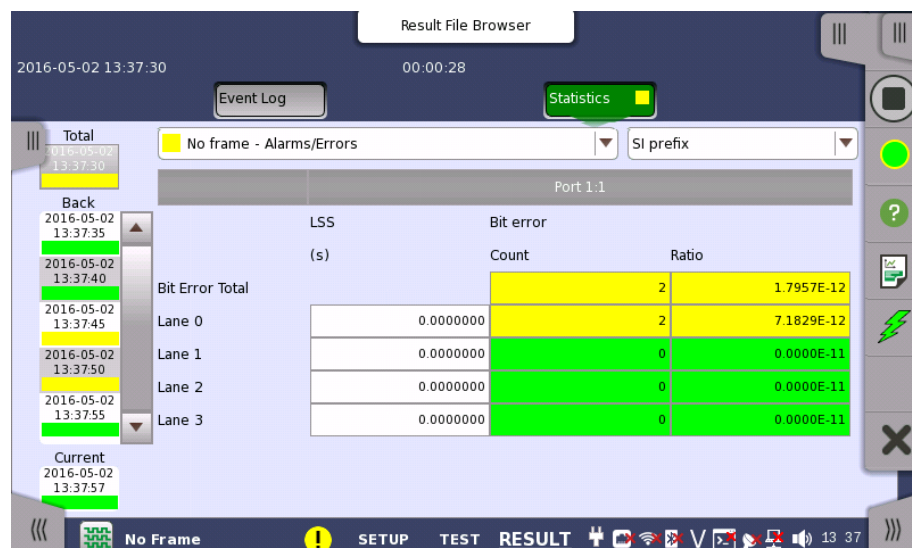 Result File Browser
2016-05-02 13:37:30 00:00:28
Event Log Statistics
Total
2016-05-02
13:37:30
No frame - Alarms/Errors SI prefix
Port 1:1
Back
2016-05-02
13:37:35
2016-05-02
13:37:40
2016-05-02
13:37:45
2016-05-02
13:37:50
2016-05-02
13:37:55
Current
2016-05-02
13:37:57
LSS Bit error
(s) Count Ratio
Bit Error Total 2 1.7957E-12
Lane 0 0.0000000 2 7.1829E-12
Lane 1 0.0000000 0 0.0000E-11
Lane 2 0.0000000 0 0.0000E-11
Lane 3 0.0000000 0 0.0000E-11
No Frame SETUP TEST RESULT V 13 37